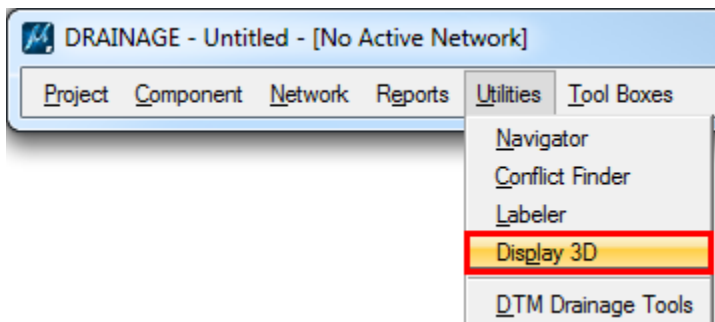 DRAINAGE - Untitled - [No Active Network]
Project Component Network Reports Utilities Tool Boxes
Navigator
Conflict Finder
Labeler
Display 3D
DTM Drainage Tools